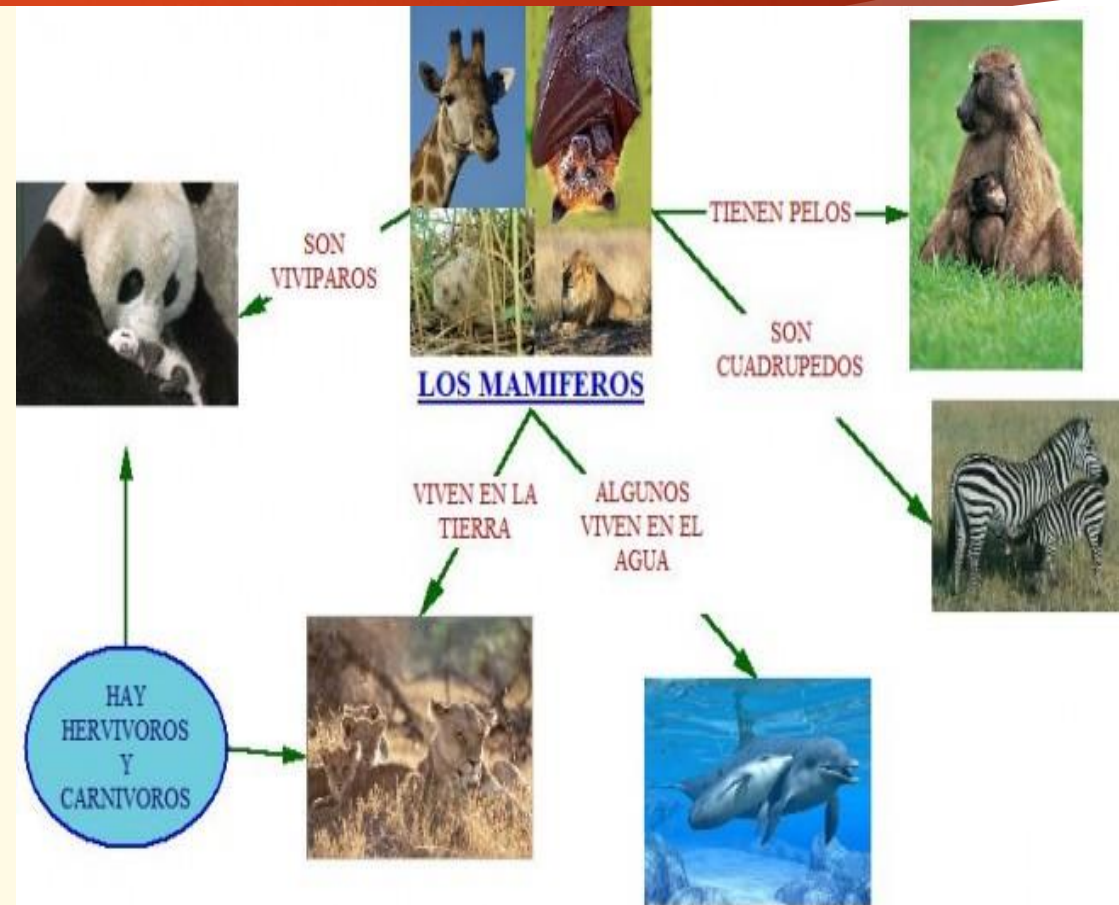 LOS MAMIFEROS
SON
VIVIPAROS
TIENEN PELOS
SON
CUADRUPEDOS
VIVEN EN LA
TIERRA
ALGUNOS
VIVEN EN EL
AGUA
HAY
HERVIVOROS
Y
CARNIVOROS